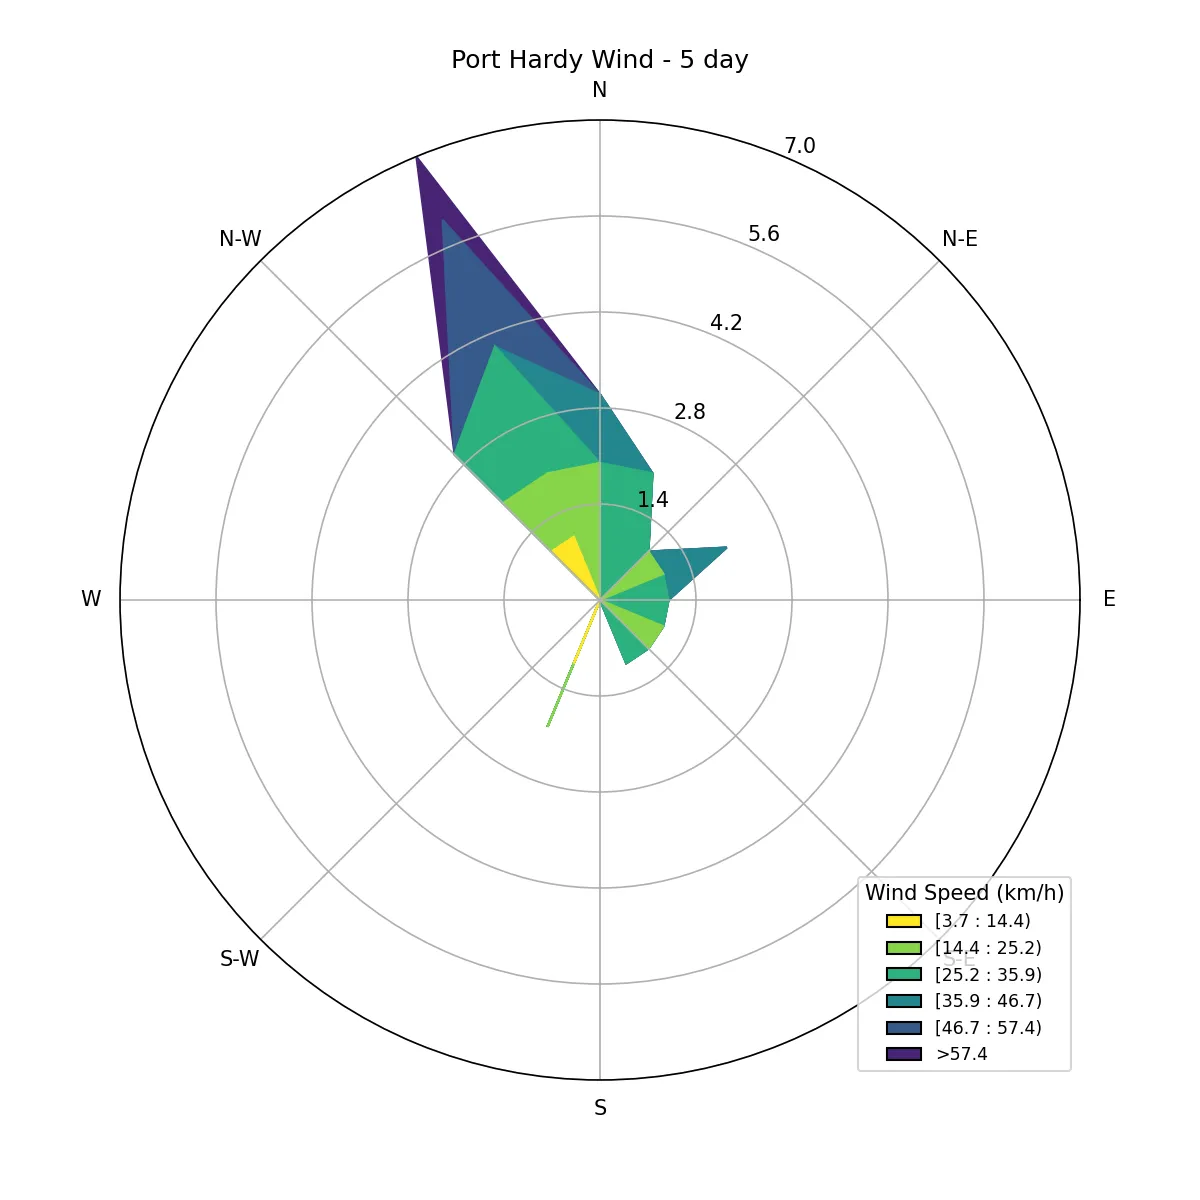 Port Hardy Wind - 5 day
N
7.0
N-W
5.6
N-E
4.2
2.8
1.4
W
E
Wind Speed (km/h)
[3.7 : 14.4)
[14.4 : 25.2)
S-W
S-E
[25.2 : 35.9)
[35.9 : 46.7)
[46.7 : 57.4)
>57.4
S